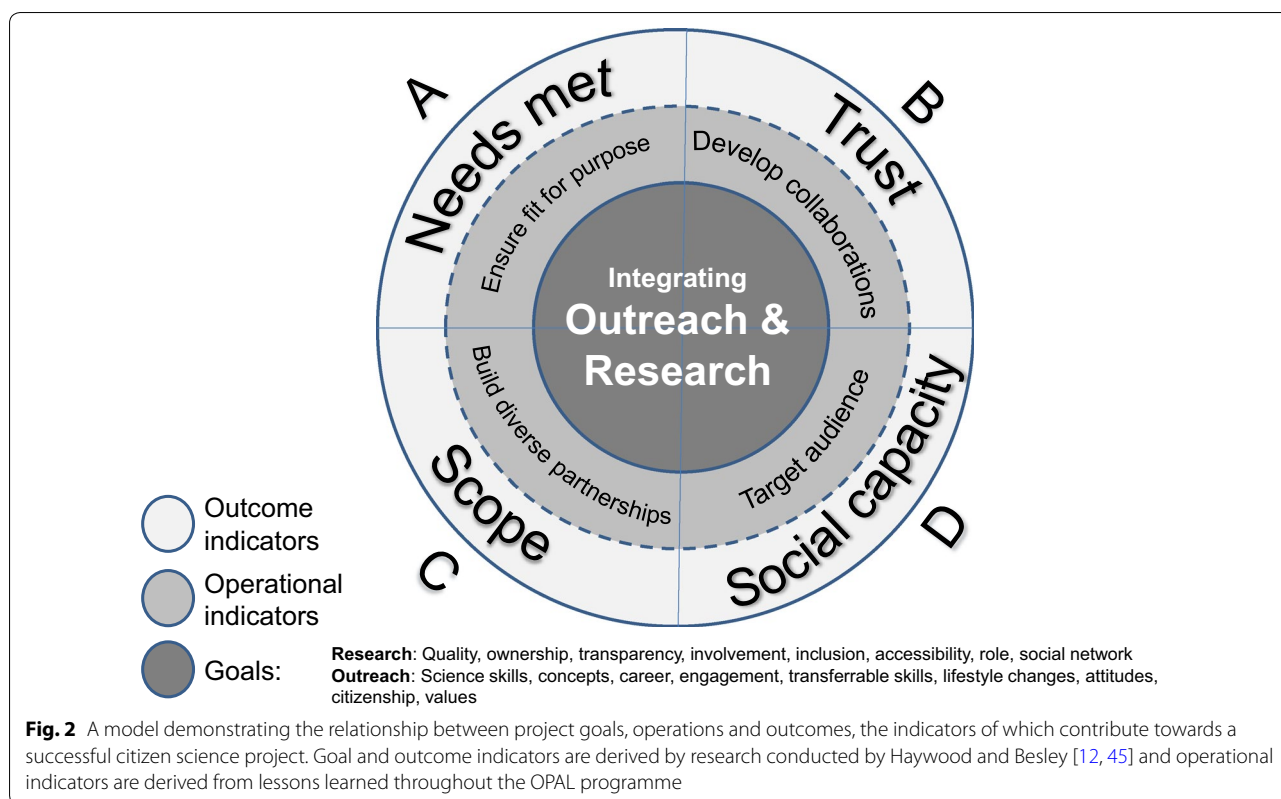 A
B
Needs met
Trust
Ensure fit for purpose
Develop collaborations
Integrating
Outreach &
Research
Build diverse partnerships
Target audience
Scope
Social capacity
C
D
Outcome
indicators
Operational
indicators
Goals:
Research: Quality, ownership, transparency, involvement, inclusion, accessibility, role, social network
Outreach: Science skills, concepts, career, engagement, transferrable skills, lifestyle changes, attitudes,
citizenship, values
Fig. 2 A model demonstrating the relationship between project goals, operations and outcomes, the indicators of which contribute towards a
successful citizen science project. Goal and outcome indicators are derived by research conducted by Haywood and Besley [12, 45] and operational
indicators are derived from lessons learned throughout the OPAL programme